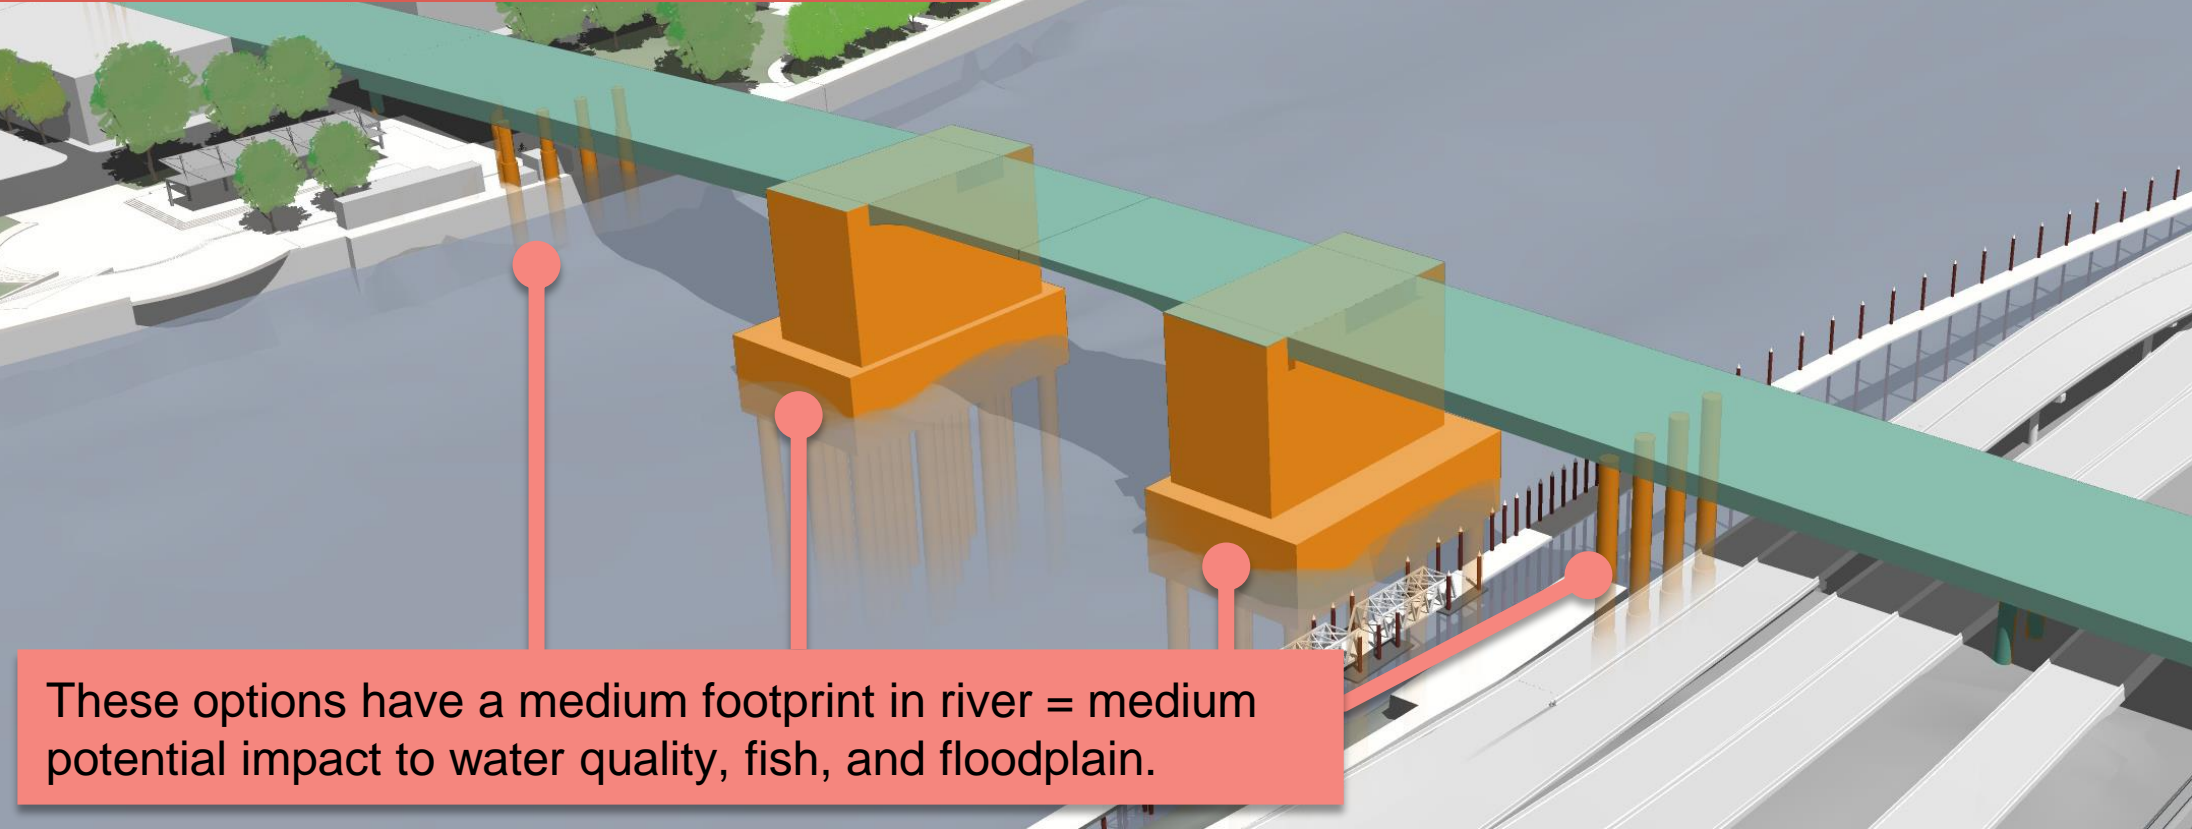 These options have a medium footprint in river = medium
potential impact to water quality, fish, and floodplain.